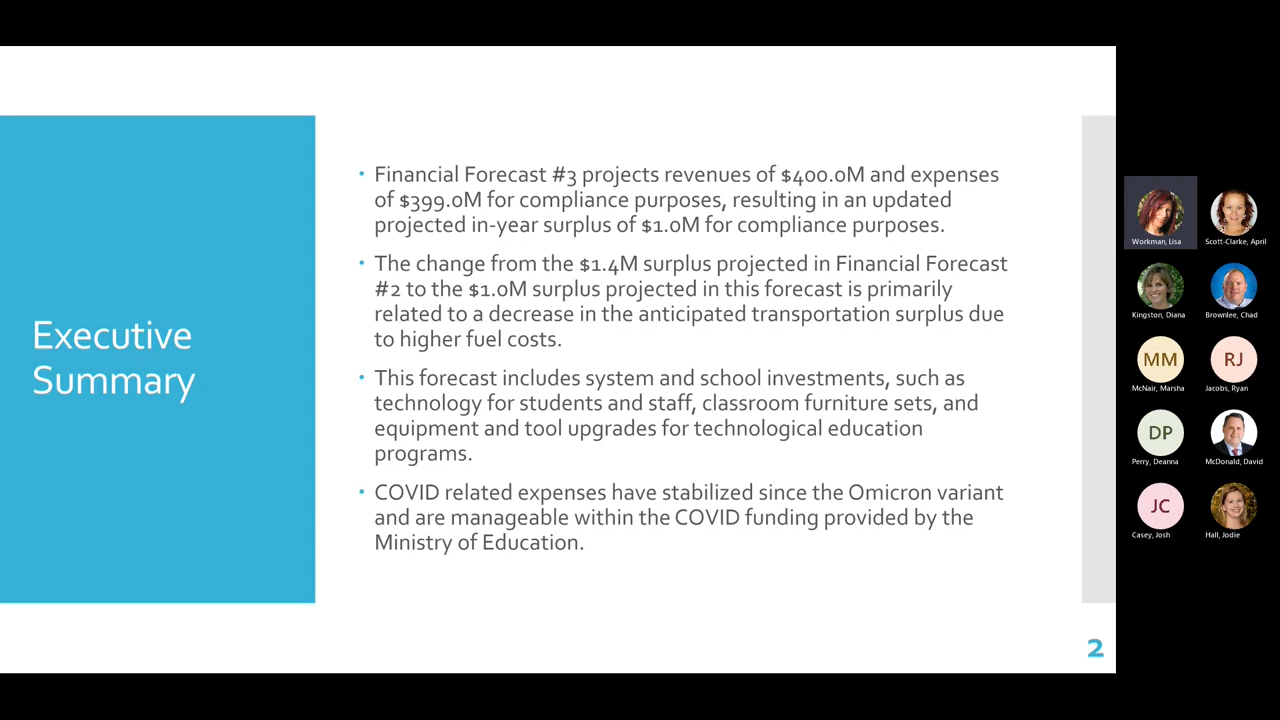 Executive
Summary
• Financial Forecast #3 projects revenues of $400.0M and expenses
of $399.0M for compliance purposes, resulting in an updated
projected in-year surplus of $1.0M for compliance purposes.
• The change from the $1.4M surplus projected in Financial Forecast
#2 to the $1.0M surplus projected in this forecast is primarily
related to a decrease in the anticipated transportation surplus due
to higher fuel costs.
• This forecast includes system and school investments, such as
technology for students and staff, classroom furniture sets, and
equipment and tool upgrades for technological education
programs.
• COVID related expenses have stabilized since the Omicron variant
and are manageable within the COVID funding provided by the
Ministry of Education.
2
Workman, Lisa
Scott-Clarke, April
Kingston, Diana
Brownlee, Chad
MM
McNair, Marsha
RJ
Jacobs, Ryan
DP
Perry, Deanna
McDonald, David
JC
Casey, Josh
Hall, Jodie